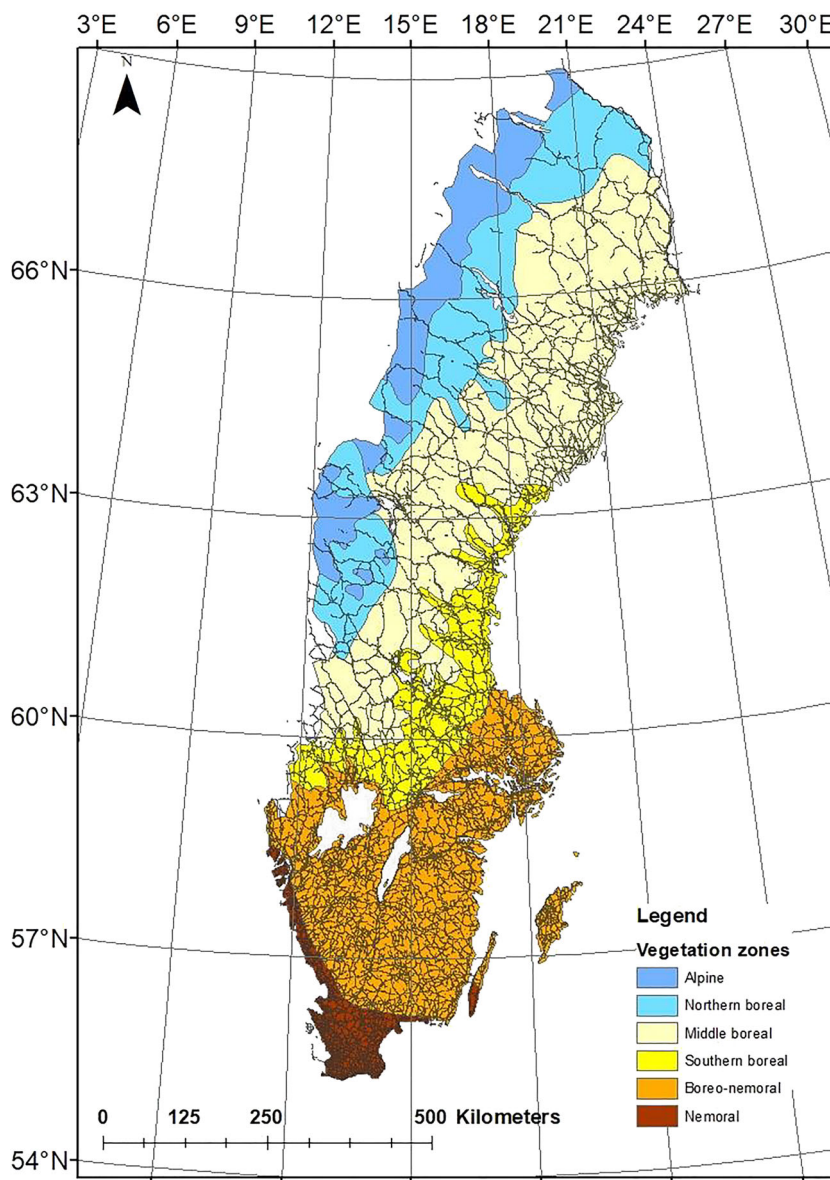 3°E 6°E 9°E 12°E 15°E 18°E 21°E 24°E 27°E 30°E
N
66°N
63°N
60°N
57°N
54°N
Legend
Vegetation zones
Alpine
Northern boreal
Middle boreal
Southern boreal
Boreo-nemoral
Nemoral
0 125 250 500 Kilometers